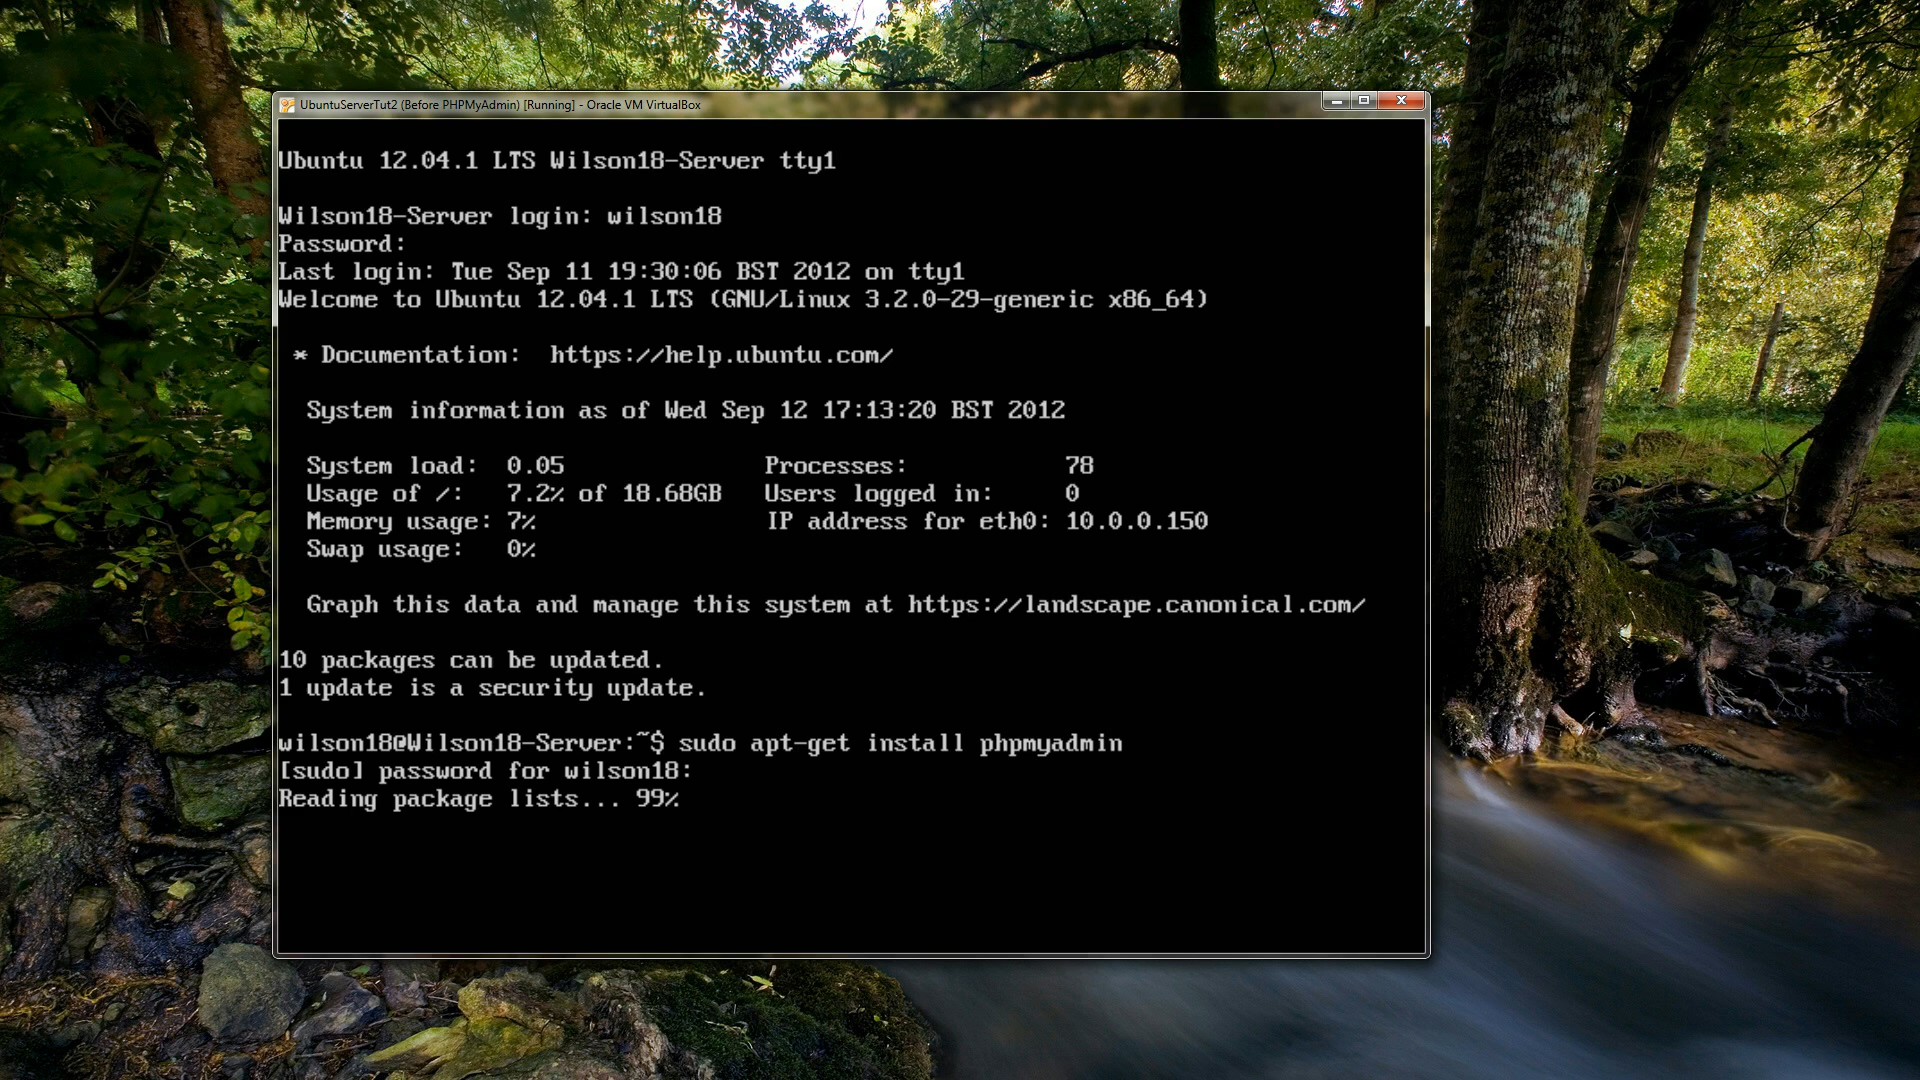 UbuntuServerTut2 (Before PHPMyAdmin) [Running] - Oracle VM VirtualBox
Ubuntu 12.04.1 LTS Wilson18-Server tty1
Wilson18-Server login: wilson18
Password:
Last login: Tue Sep 11 19:30:06 BST 2012 on tty1
Welcome to Ubuntu 12.04.1 LTS (GNU/Linux 3.2.0-29-generic x86_64)
* Documentation:  https://help.ubuntu.com/
System information as of Wed Sep 12 17:13:20 BST 2012
System load:  0.05              Processes:           78
Usage of /:   7.2% of 18.68GB   Users logged in:     0
Memory usage: 7%                IP address for eth0: 10.0.0.150
Swap usage:   0%
Graph this data and manage this system at https://landscape.canonical.com/
10 packages can be updated.
1 update is a security update.
wilson18@Wilson18-Server:~$ sudo apt-get install phpmyadmin
[sudo] password for wilson18:
Reading package lists... 99%